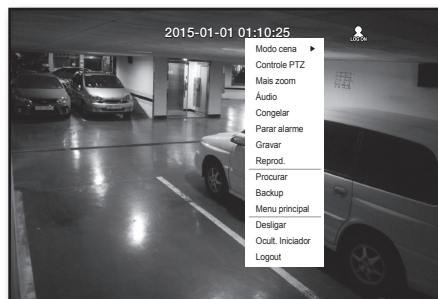 2015-01-01 01:10:25
LOG ON
Modo cena
Controle PTZ
Mais zoom
Áudio
Congelar
Parar alarme
Gravar
Reprod.
Procurar
Backup
Menu principal
Desligar
Ocult. Iniciador
Logout